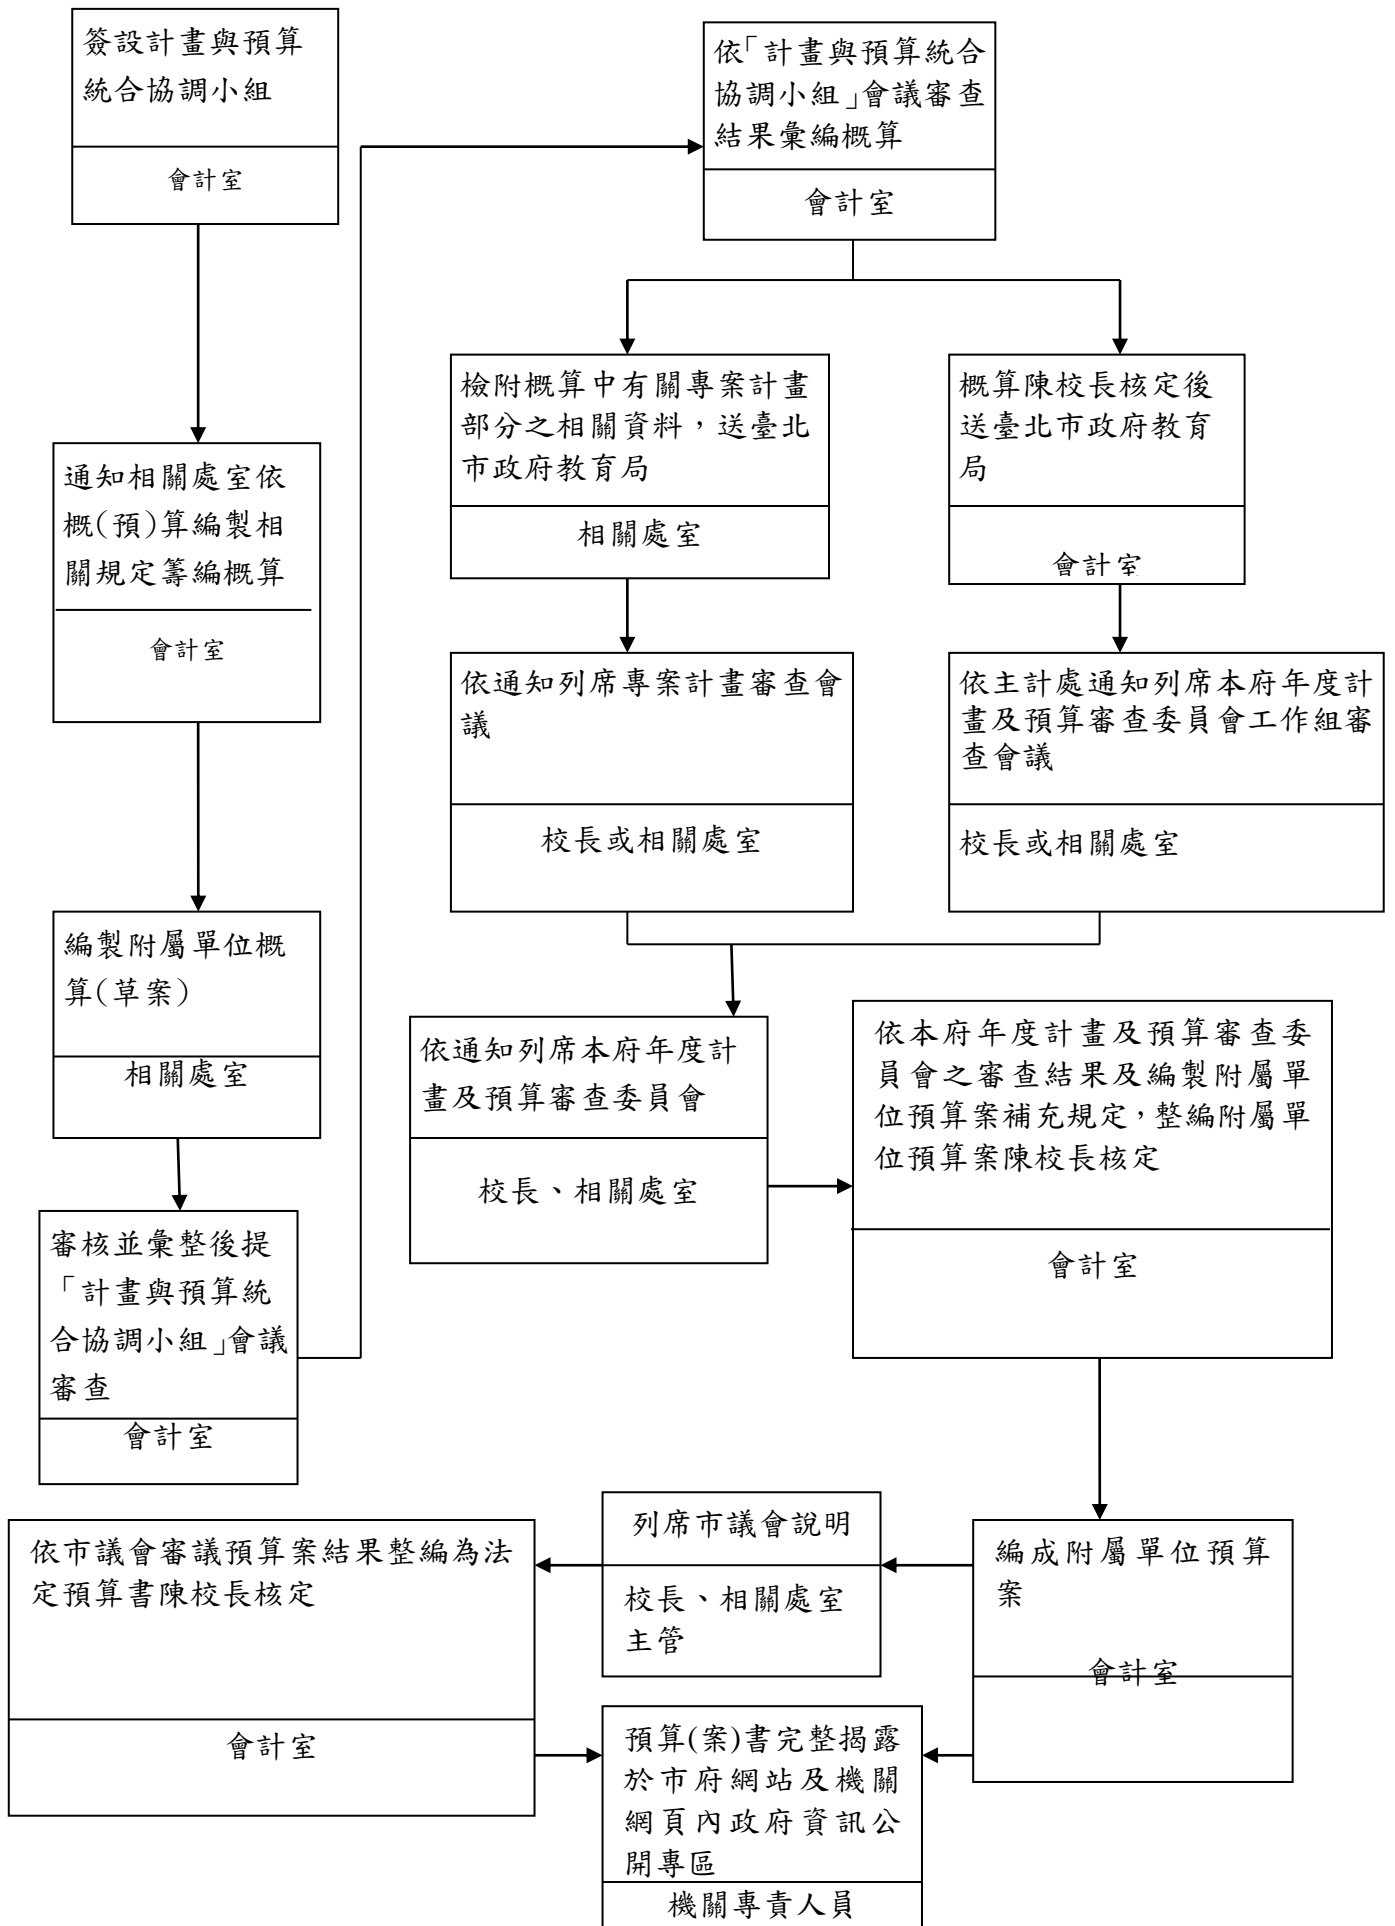 簽設計畫與預算
統合協調小組
會計室
通知相關處室依
概(預)算編製相
關規定籌編概算
會計室
編製附屬單位概
算(草案)
相關處室
審核並彙整後提
「計畫與預算統
合協調小組」會議
審查
會計室
依「計畫與預算統合
協調小組」會議審查
結果彙編概算
會計室
檢附概算中有關專案計畫
部分之相關資料，送臺北
市政府教育局
相關處室
概算陳校長核定後
送臺北市政府教育
局
會計室
依通知列席專案計畫審查會
議
校長或相關處室
依主計處通知列席本府年度計
畫及預算審查委員會工作組審
查會議
校長或相關處室
依通知列席本府年度計
畫及預算審查委員會
校長、相關處室
依本府年度計畫及預算審查委
員會之審查結果及編製附屬單
位預算案補充規定，整編附屬單
位預算案陳校長核定
會計室
編成附屬單位預算
案
會計室
列席市議會說明
校長、相關處室
主管
依市議會審議預算案結果整編為法
定預算書陳校長核定
會計室
預算(案)書完整揭露
於市府網站及機關
網頁內政府資訊公
開專區
機關專責人員